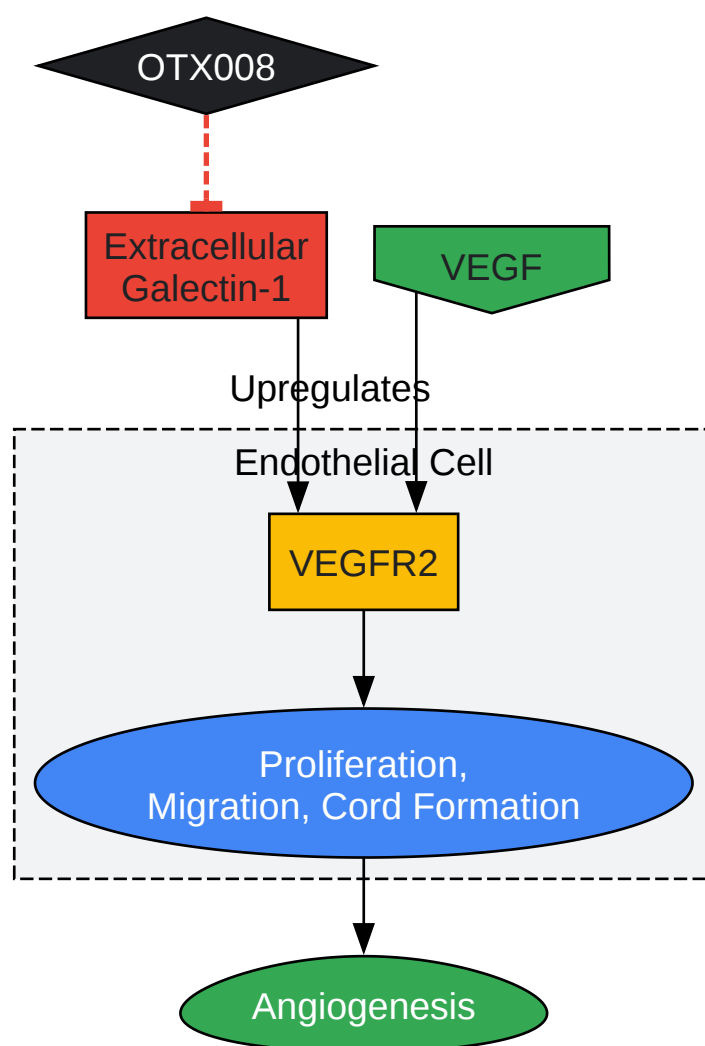 OTX008
Extracellular
Galectin-1
VEGF
Upregulates
Endothelial Cell
VEGFR2
Proliferation,
Migration, Cord Formation
Angiogenesis